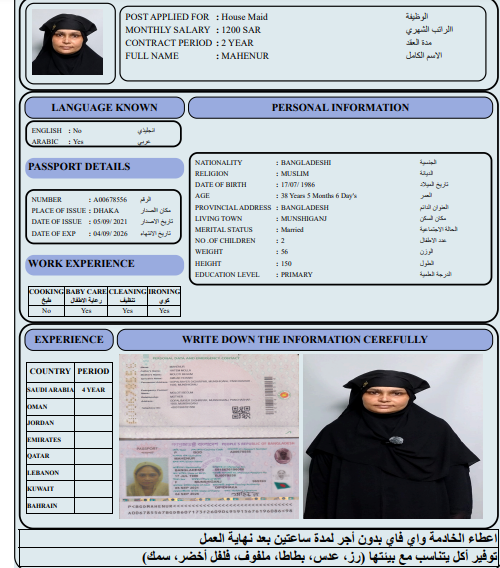 POST APPLIED FOR : House Maid الوظيفة
MONTHLY SALARY : 1200 SAR الراتب الشهري
CONTRACT PERIOD : 2 YEAR مدة العقد
FULL NAME : MAHENUR الاسم الكامل
LANGUAGE KNOWN
ENGLISH : No انجليذي
ARABIC : Yes عربي
PASSPORT DETAILS
NUMBER : A00678556 الرقم
PLACE OF ISSUE : DHAKA مكان الاصدار
DATE OF ISSUE : 05/09/ 2021 تاريخ الاصدار
DATE OF EXP : 04/09/ 2026 تاريخ الانتهاء
WORK EXPERIENCE
COOKING BABY CARE CLEANING IRONING
طبخ رعاية الاطفال تنظيف كوي
No Yes Yes Yes
PERSONAL INFORMATION
NATIONALITY : BANGLADESHI الجنسية
RELIGION : MUSLIM الديانة
DATE OF BIRTH : 17/07/ 1986 تاريخ الميلاد
AGE : 38 Years 5 Months 6 Day's العمر
PROVINCIAL ADDRESS : BANGLADESH العنوان الدائم
LIVING TOWN : MUNSHIGANJ مكان السكن
MERITAL STATUS : Married الحالة الاجتماعية
NO .OF CHILDREN : 2 عدد الاطفال
WEIGHT : 56 الوزن
HEIGHT : 150 الطول
EDUCATION LEVEL : PRIMARY الدرجة العلمية
EXPERIENCE
WRITE DOWN THE INFORMATION CEREFULLY
COUNTRY PERIOD
SAUDI ARABIA 4 YEAR
OMAN
JORDAN
EMIRATES
QATAR
LEBANON
KUWAIT
BAHRAIN
اعطاء الخادمة واي فاي بدون أجر لمدة ساعتين بعد نهاية العمل
توفير أكل يتناسب مع بيئتها (رز، عدس، بطاطا، ملفوف، فلفل أخضر، سمك)